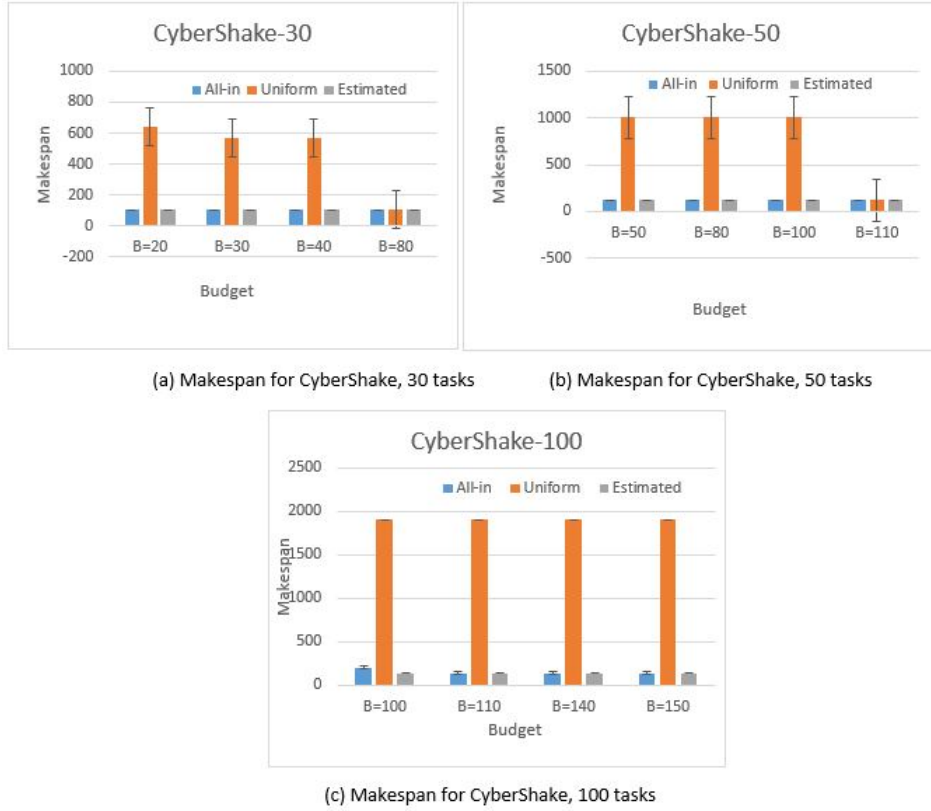 CyberShake-30
1000
All-in Uniform Estimated
800
600
400
200
0
-200
Makespan
B=20 B=30 B=40 B=80
Budget
CyberShake-50
1500
All-in Uniform Estimated
1000
500
0
-500
Makespan
B=50 B=80 B=100 B=110
Budget
(a) Makespan for CyberShake, 30 tasks
(b) Makespan for CyberShake, 50 tasks
CyberShake-100
2500
All-in Uniform Estimated
2000
1500
1000
500
0
Makespan
B=100 B=110 B=140 B=150
Budget
(c) Makespan for CyberShake, 100 tasks